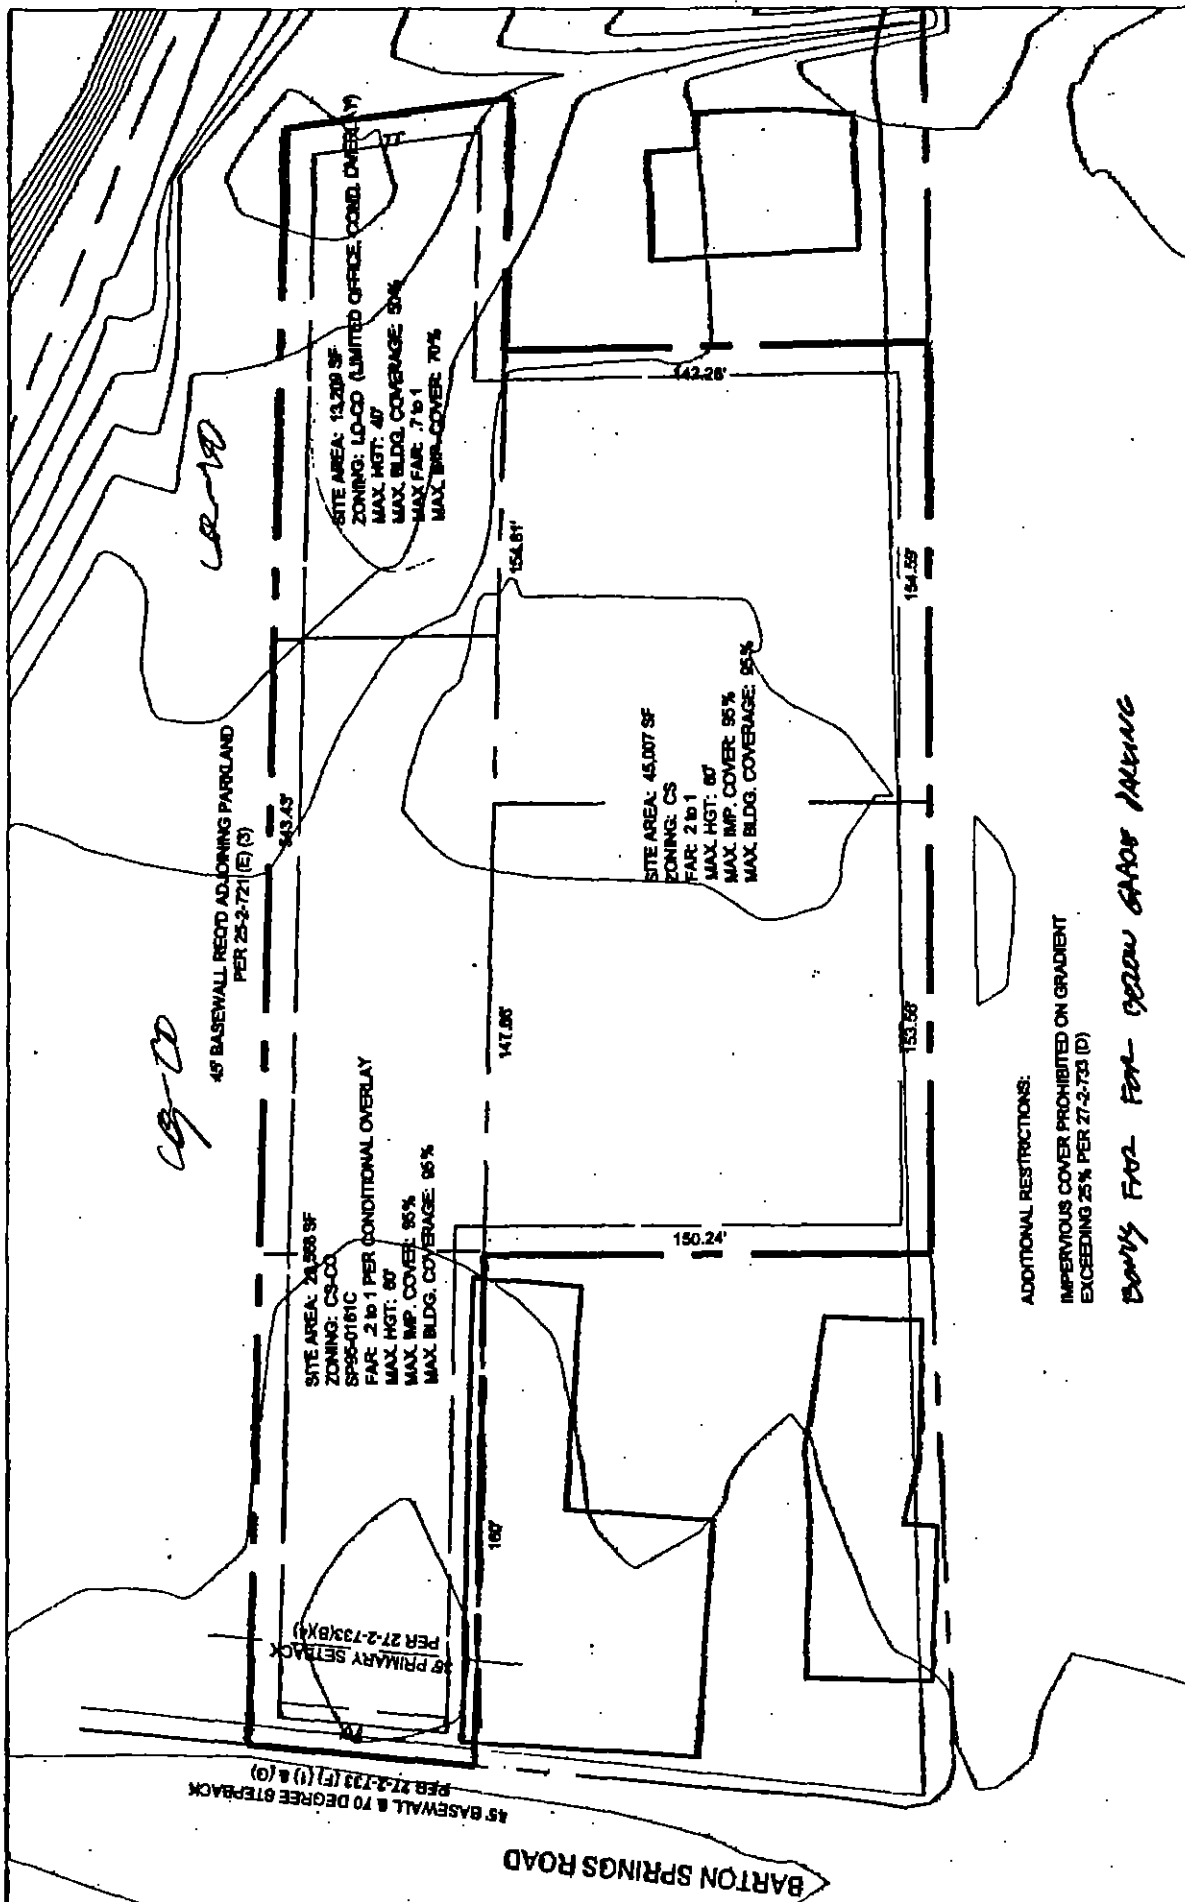 45' BASEWALL REQ'D ADJOINING PARKLAND
PER 25-2-721 (E) (3)
543.43'
SITE AREA: 13,209 SF
ZONING: LO-CO (LIMITED OFFICE, COND. OVERLAY)
MAX. HGT: 40'
MAX. BLDG. COVERAGE: 50%
MAX FAR: .7 to 1
MAX. IMP. COVER: 70%
SITE AREA: SF
ZONING: CS-CO
SP95-0161C
FAR: .2 to 1 PER CONDITIONAL OVERLAY
MAX. HGT: 60'
MAX. IMP. COVER: 95%
MAX. BLDG. COVERAGE: 95%
SITE AREA: 45,007 SF
ZONING: CS
FAR: 2 to 1
MAX. HGT: 60'
MAX. IMP. COVER: 95%
MAX. BLDG. COVERAGE: 95%
142.26'
154.61'
154.59'
147.86'
153.56'
150.24'
160'
PRIMARY SETBACK
PER 27-2-733(B)(4)
45' BASEWALL & 70 DEGREE STEPBACK
PER 27-2-733 (F) (1) & (G)
BARTON SPRINGS ROAD
ADDITIONAL RESTRICTIONS:
IMPERVIOUS COVER PROHIBITED ON GRADIENT
EXCEEDING 25% PER 27-2-733 (D)
BONUS FAR FOR BELOW GRADE PARKING